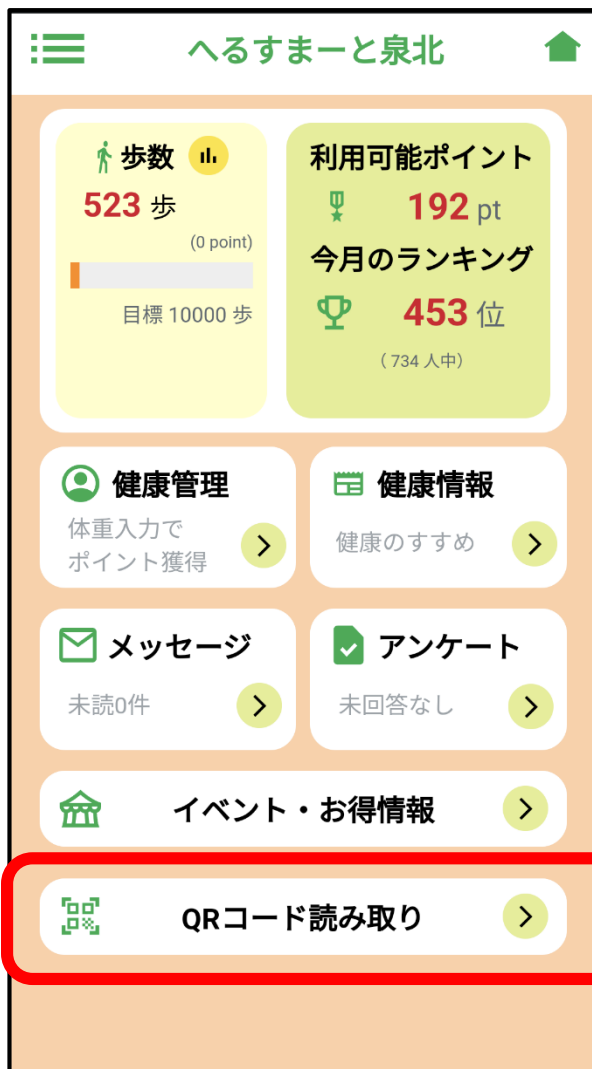 へるすまーと泉北
歩数
523 歩
(0 point)
目標 10000 歩
利用可能ポイント
192 pt
今月のランキング
453 位
( 734 人中)
健康管理
体重入力で
ポイント獲得
健康情報
健康のすすめ
メッセージ
未読0件
アンケート
未回答なし
イベント・お得情報
QRコード読み取り